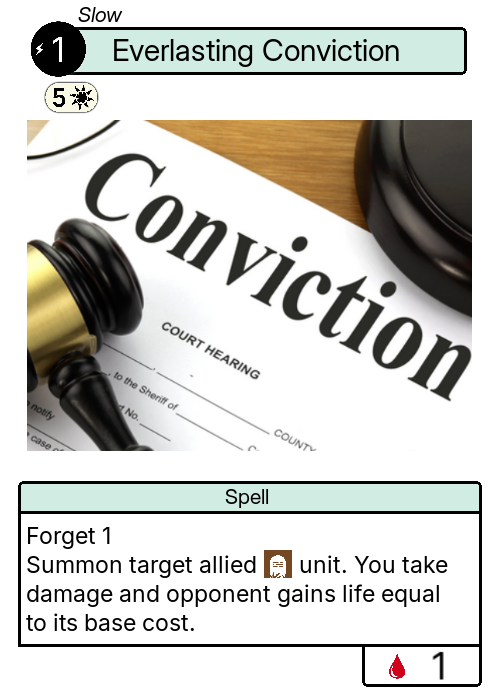 Slow
1 Everlasting Conviction
5
Conviction
COURT HEARING
to the Sheriff of
COUNTY
rt No.
notify
case of
Spell
Forget 1
Summon target allied unit. You take
damage and opponent gains life equal
to its base cost.
1